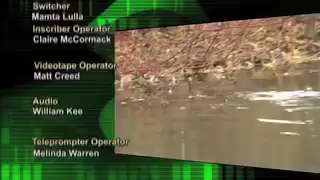 Switcher
Mamta Lulla
Inscriber Operator
Claire McCormack
Videotape Operator
Matt Creed
Audio
William Kee
Teleprompter Operator
Melinda Warren